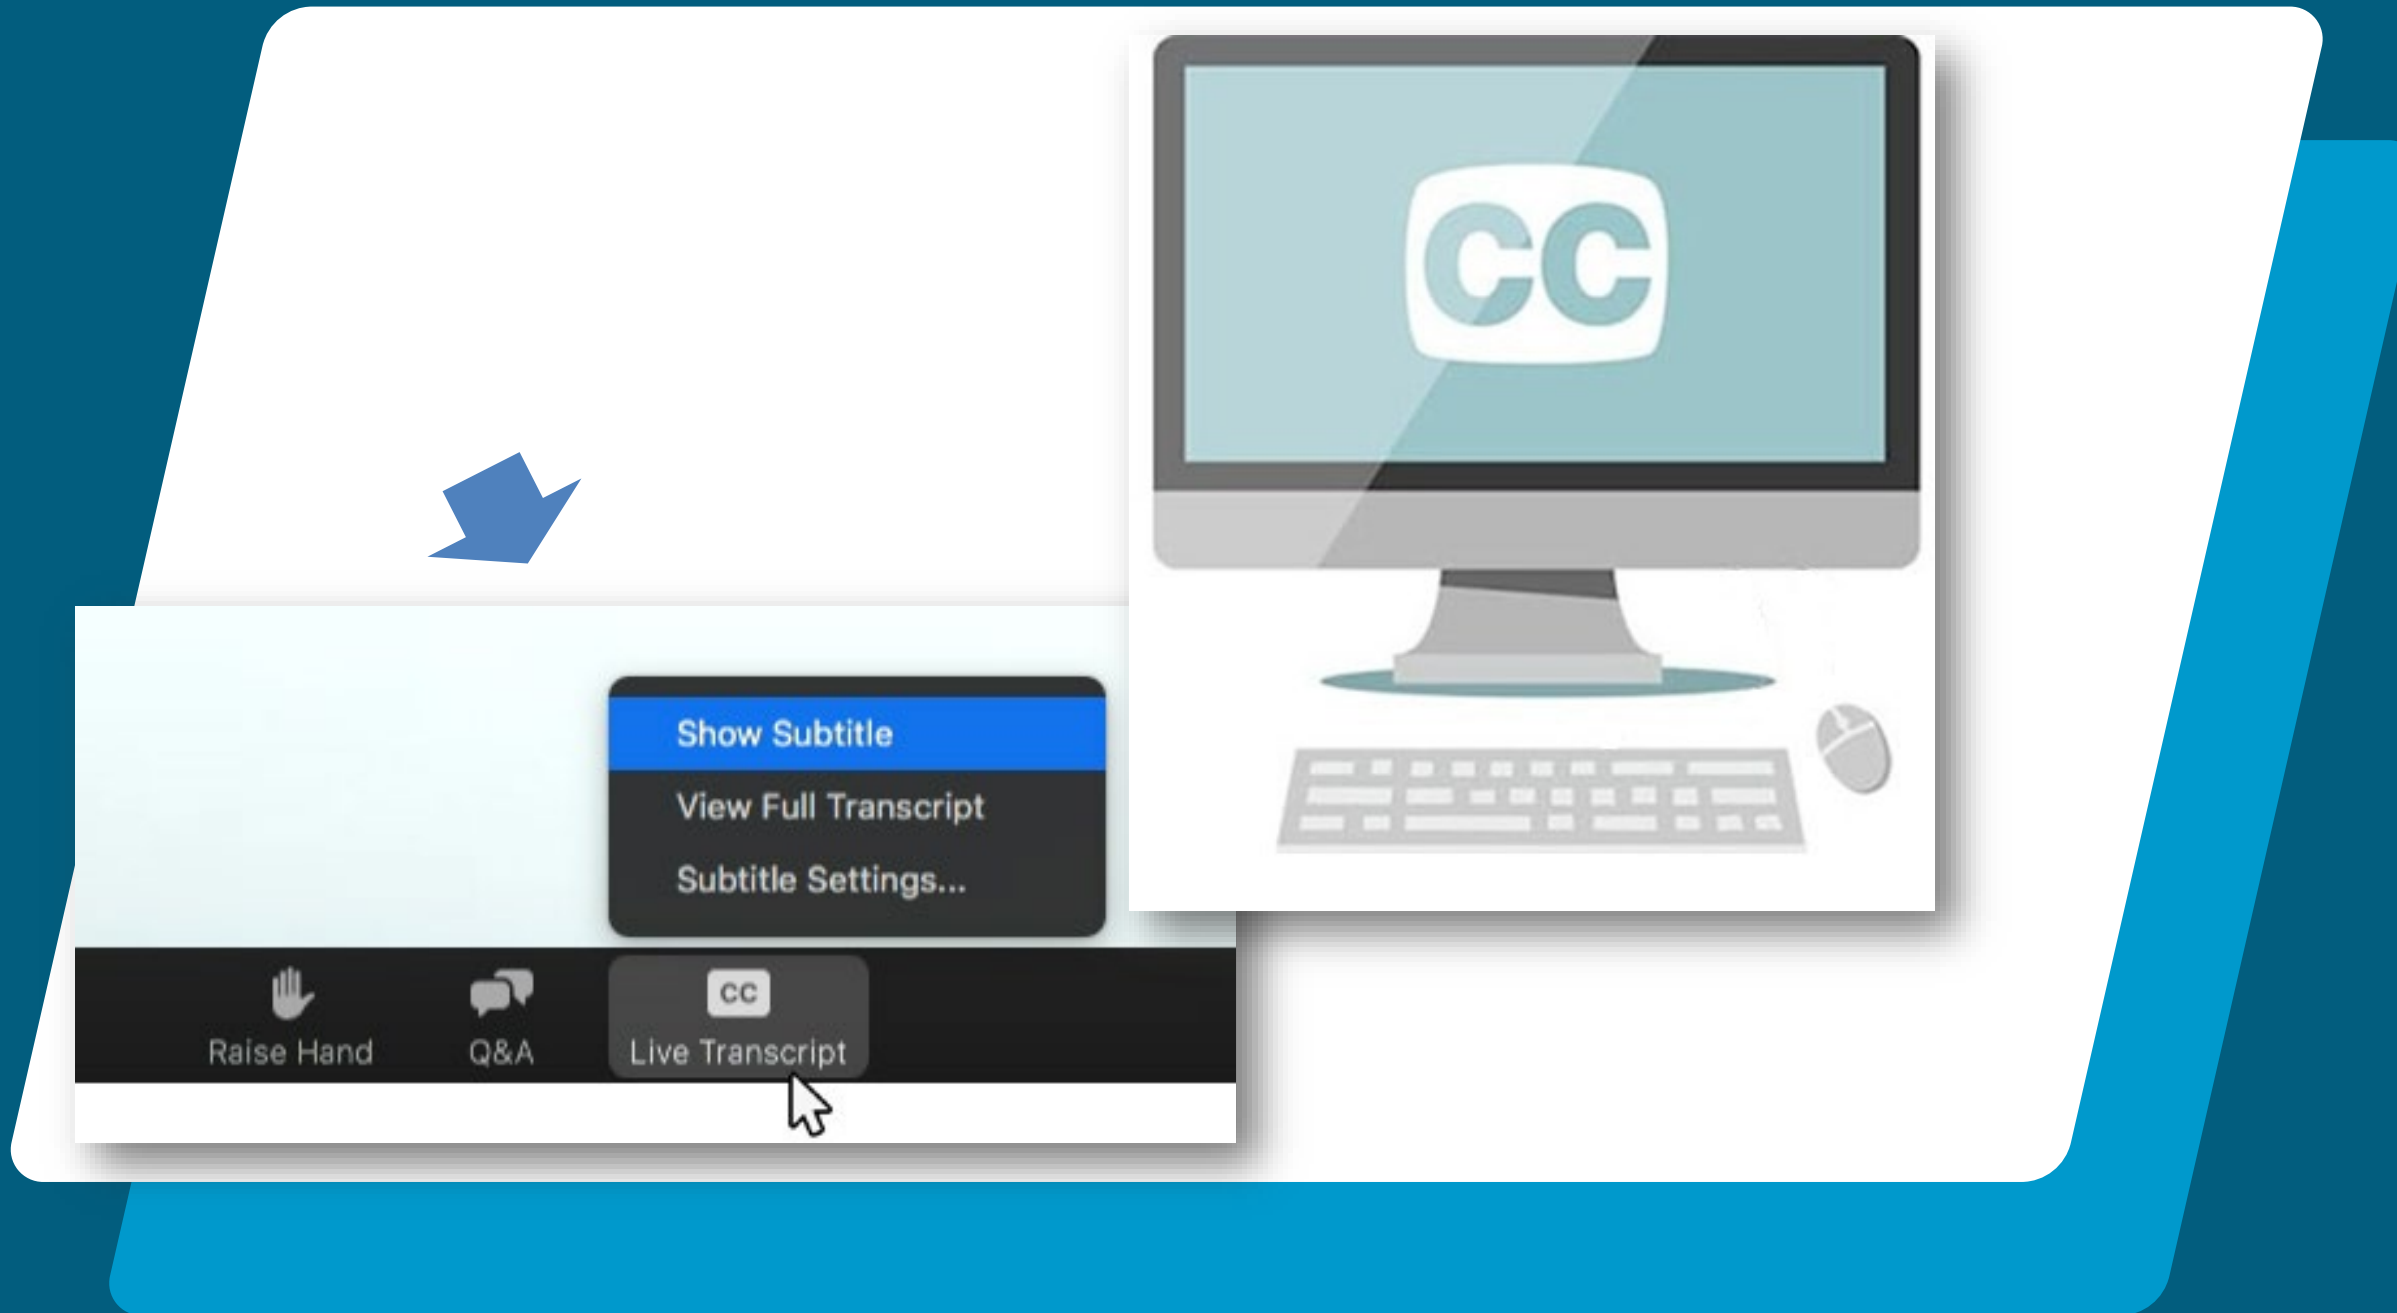 CC
Show Subtitle
View Full Transcript
Subtitle Settings...
CC
Raise Hand
Q&A
Live Transcript